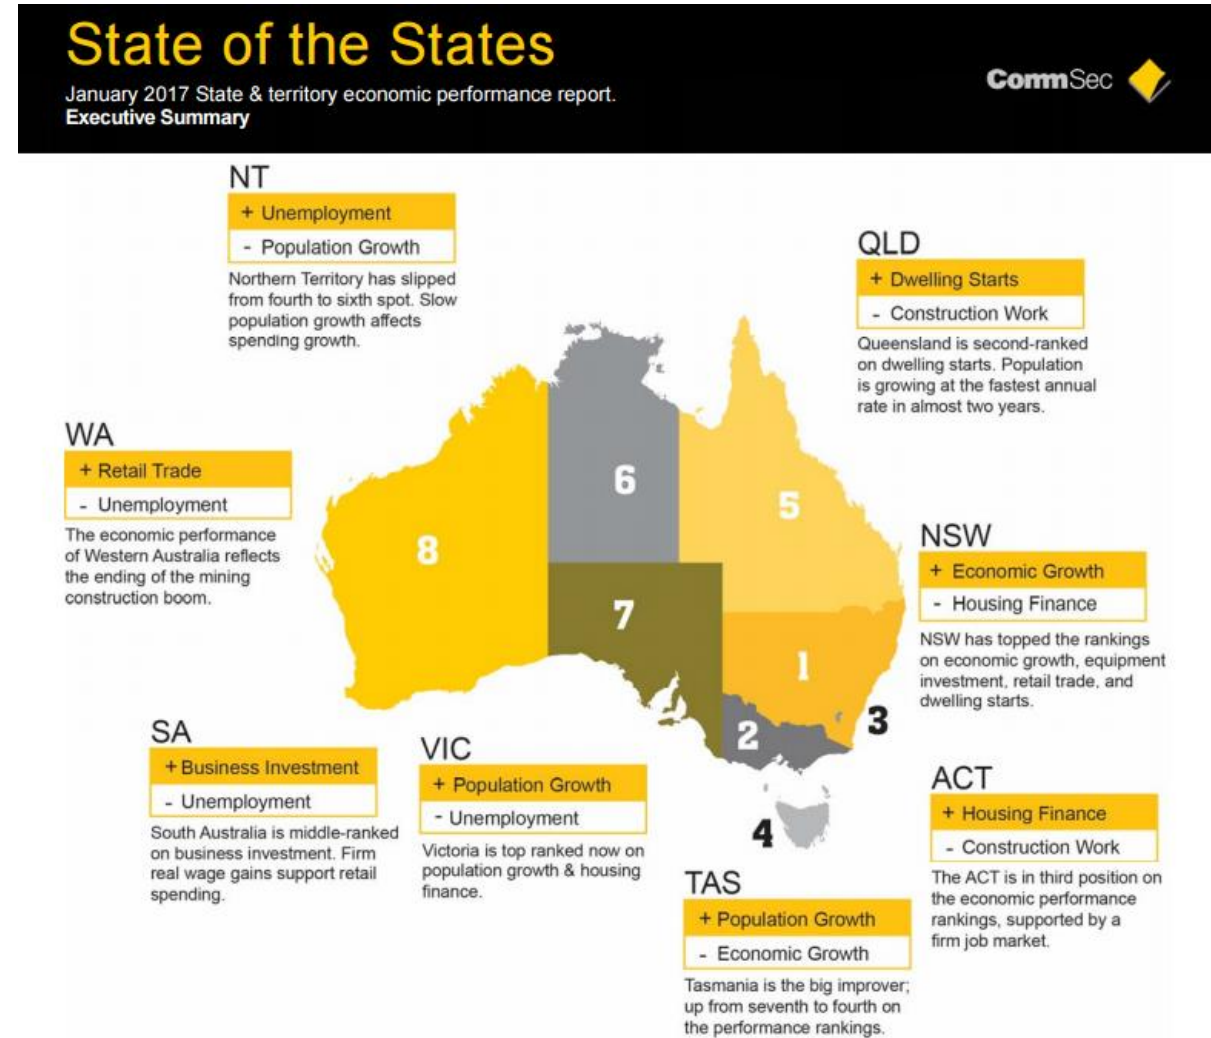 State of the States
January 2017 State & territory economic performance report.
Executive Summary
CommSec
NT
+ Unemployment
- Population Growth
Northern Territory has slipped
from fourth to sixth spot. Slow
population growth affects
spending growth.
QLD
+ Dwelling Starts
- Construction Work
Queensland is second-ranked
on dwelling starts. Population
is growing at the fastest annual
rate in almost two years.
WA
+ Retail Trade
- Unemployment
The economic performance
of Western Australia reflects
the ending of the mining
construction boom.
6
5
8
7
1
2
3
4
NSW
+ Economic Growth
- Housing Finance
NSW has topped the rankings
on economic growth, equipment
investment, retail trade, and
dwelling starts.
SA
+ Business Investment
- Unemployment
South Australia is middle-ranked
on business investment. Firm
real wage gains support retail
spending.
VIC
+ Population Growth
- Unemployment
Victoria is top ranked now on
population growth & housing
finance.
ACT
+ Housing Finance
- Construction Work
The ACT is in third position on
the economic performance
rankings, supported by a
firm job market.
TAS
+ Population Growth
- Economic Growth
Tasmania is the big improver;
up from seventh to fourth on
the performance rankings.